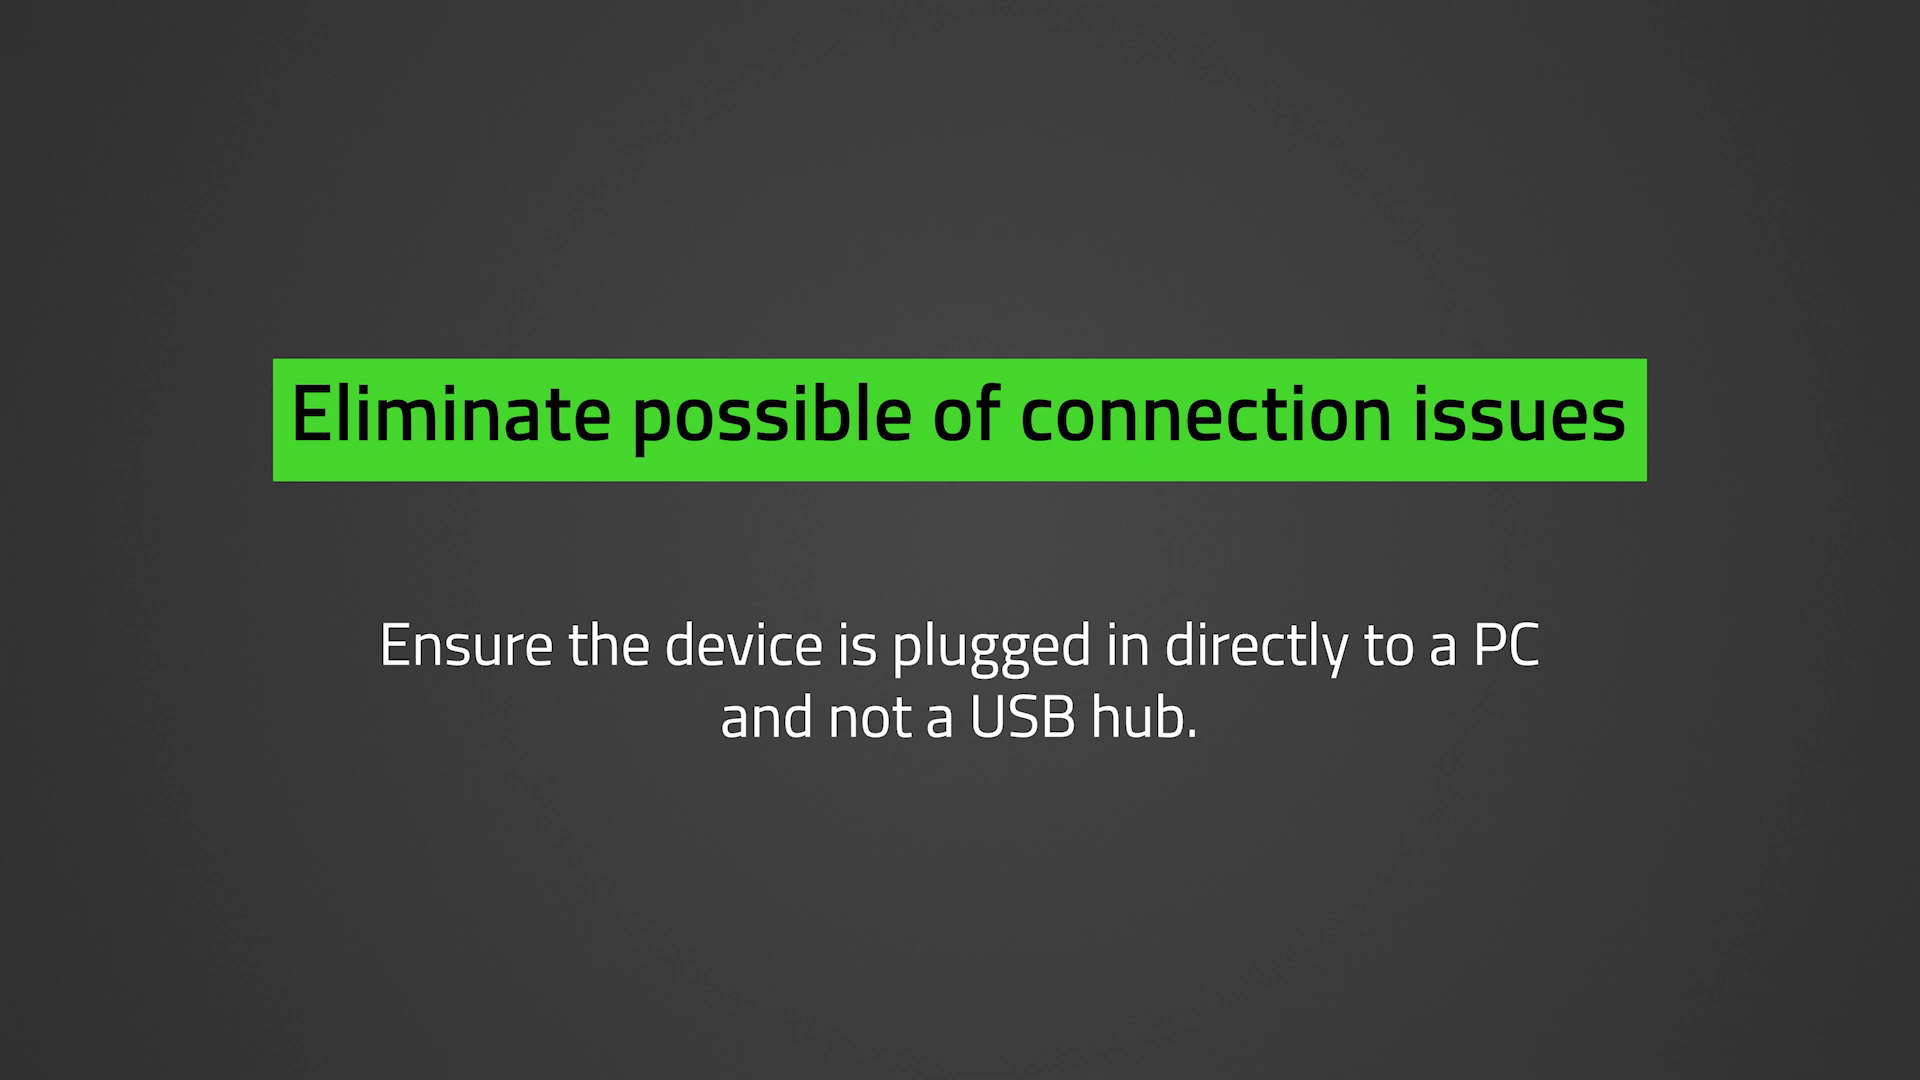 Eliminate possible of connection issues
Ensure the device is plugged in directly to a PC
and not a USB hub.